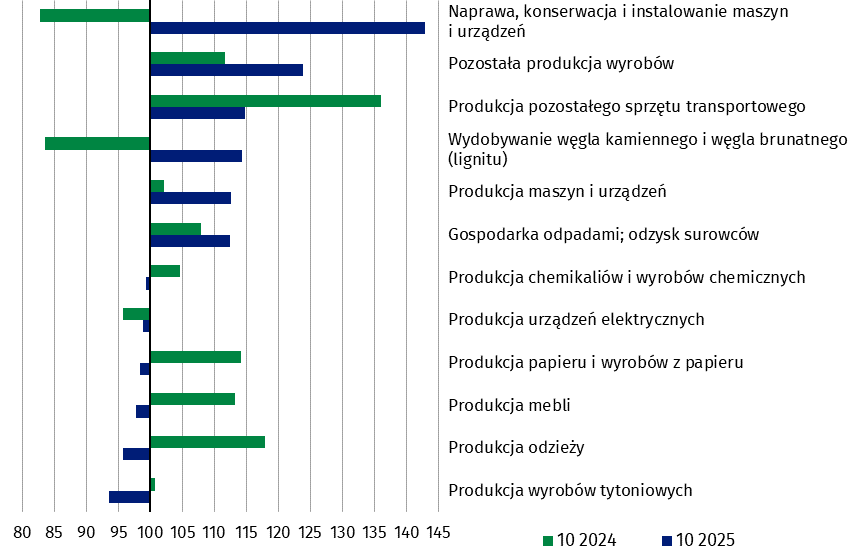 Naprawa, konserwacja i instalowanie maszyn
i urządzeń
Pozostała produkcja wyrobów
Produkcja pozostałego sprzętu transportowego
Wydobywanie węgla kamiennego i węgla brunatnego
(lignitu)
Produkcja maszyn i urządzeń
Gospodarka odpadami; odzysk surowców
Produkcja chemikaliów i wyrobów chemicznych
Produkcja urządzeń elektrycznych
Produkcja papieru i wyrobów z papieru
Produkcja mebli
Produkcja odzieży
Produkcja wyrobów tytoniowych
80 85 90 95 100 105 110 115 120 125 130 135 140 145
10 2024 10 2025